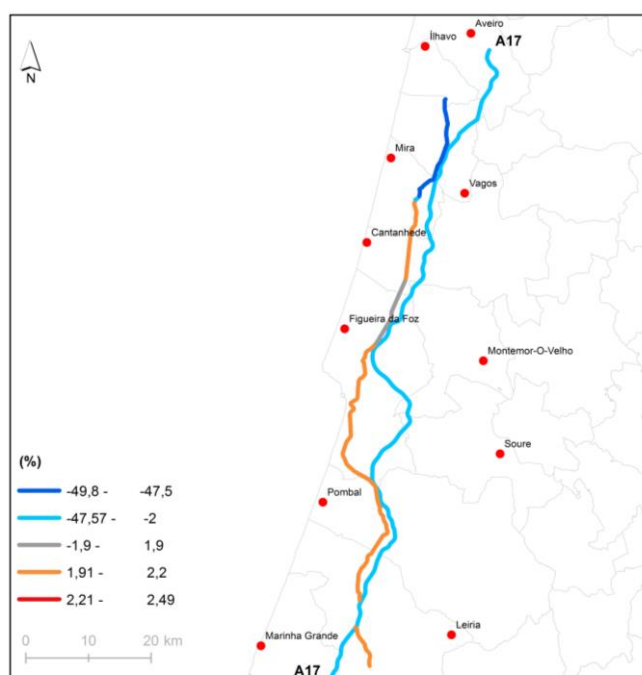 Aveiro
Ílhavo
A17
N
Mira
Vagos
Cantanhede
Figueira da Foz
Montemor-O-Velho
Soure
(%)
-49,8 - -47,5
-47,57 - -2
-1,9 - 1,9
1,91 - 2,2
2,21 - 2,49
Pombal
0 10 20 km
Leiria
Marinha Grande
A17